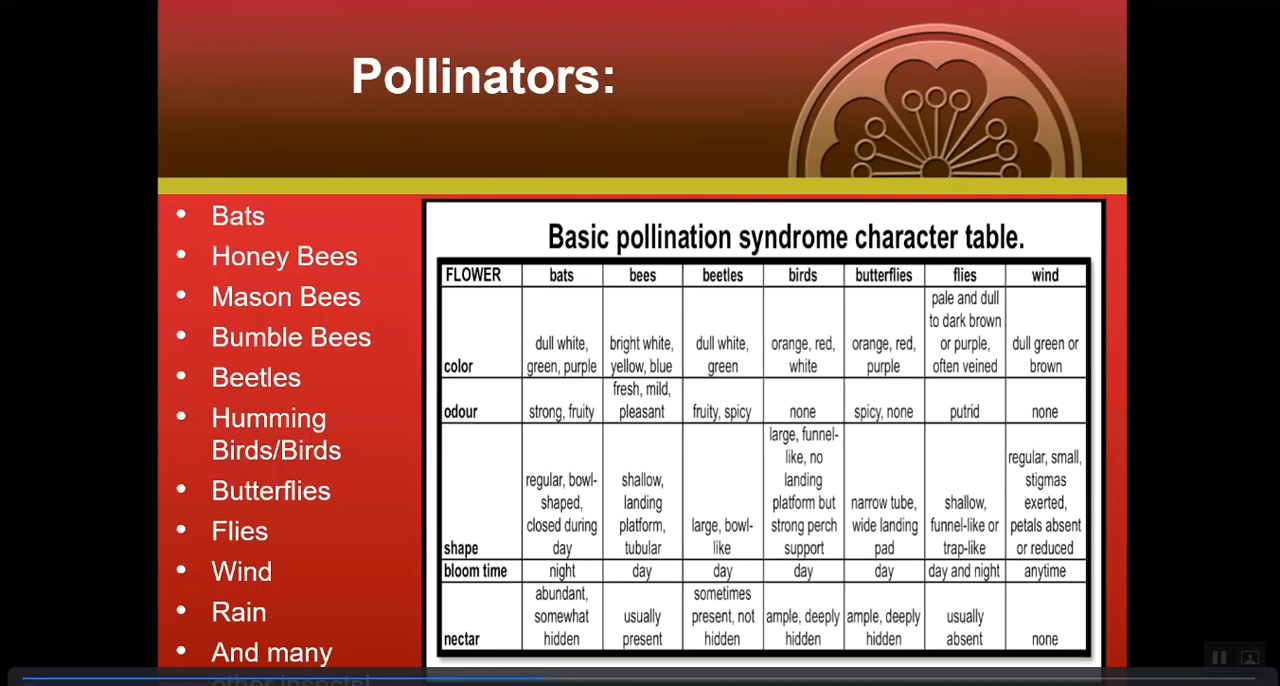 Pollinators:
• Bats
• Honey Bees
• Mason Bees
• Bumble Bees
• Beetles
• Humming
Birds/Birds
• Butterflies
• Flies
• Wind
• Rain
• And many
other insects!
Basic pollination syndrome character table.
FLOWER bats bees beetles birds butterflies flies wind
color dull white, green, purple bright white, yellow, blue dull white, green orange, red, white orange, red, purple pale and dull to dark brown or purple, often veined dull green or brown
odour strong, fruity fresh, mild, pleasant fruity, spicy none spicy, none putrid none
shape regular, bowl-shaped, closed during day shallow, landing platform, tubular large, bowl-like large, funnel-like, no landing platform but strong perch support narrow tube, wide landing pad shallow, funnel-like or trap-like regular, small, stigmas exerted, petals absent or reduced
bloom time night day day day day day and night anytime
nectar abundant, somewhat hidden usually present sometimes present, not hidden ample, deeply hidden ample, deeply hidden usually absent none